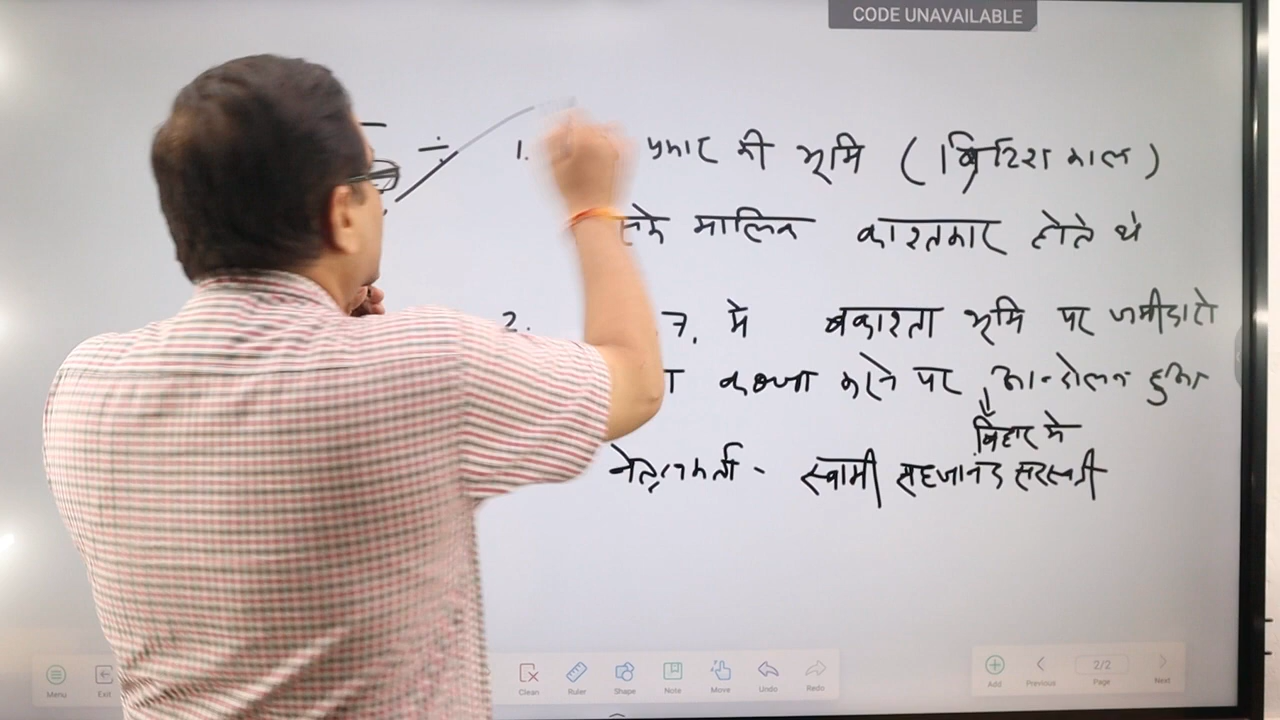 CODE UNAVAILABLE
1. प्रकार की भूमि (ब्रिटिश काल)
मालिक काश्तकार होते थे
2. 7. में बकाश्ता भूमि पर जमीदारो
कब्जा करने पर आन्दोलन हुआ
बिहार मे
नेतृत्वकर्ता - स्वामी सहजानंद सरस्वती
Menu Exit Clean Ruler Shape Note Move Undo Redo Add Previous 2/2 Page Next